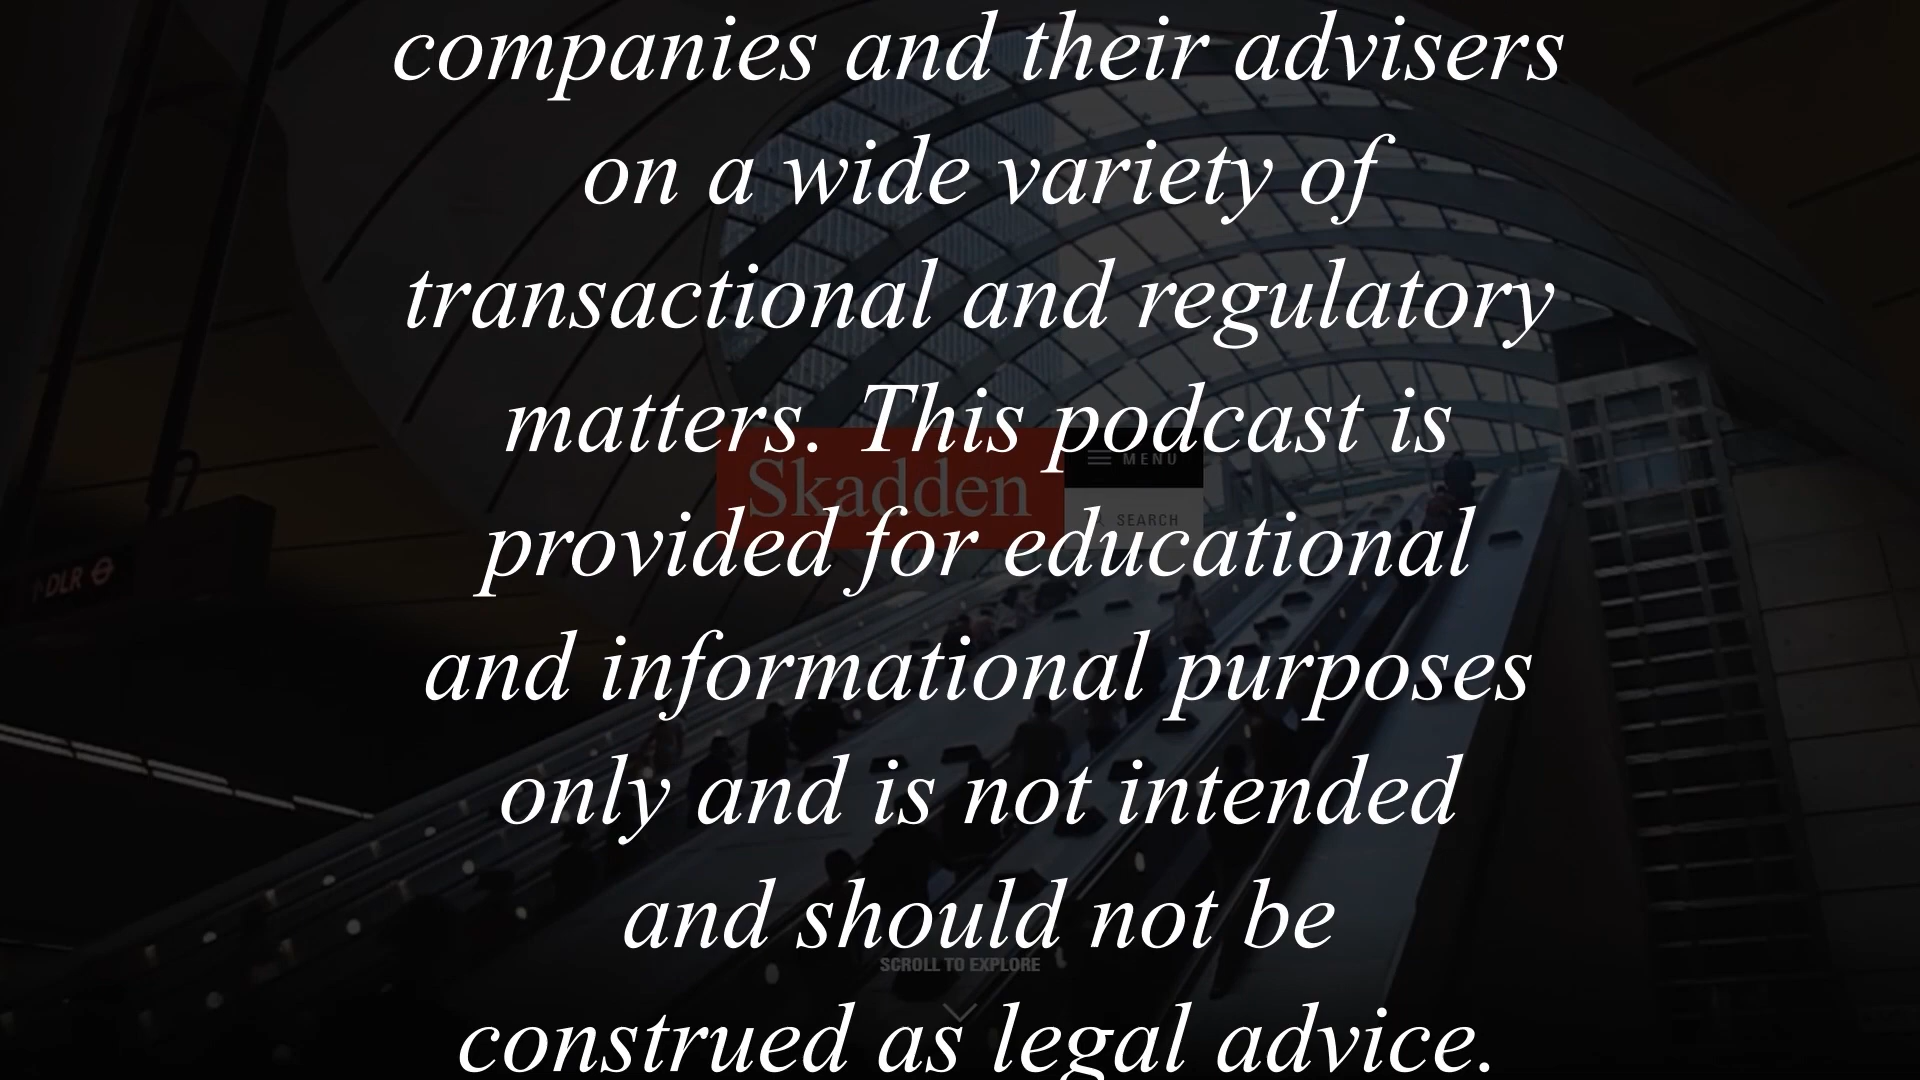 companies and their advisers
on a wide variety of
transactional and regulatory
matters. This podcast is
MENU
Skadden
SEARCH
provided for educational
DLR
and informational purposes
only and is not intended
and should not be
SCROLL TO EXPLORE
construed as legal advice.